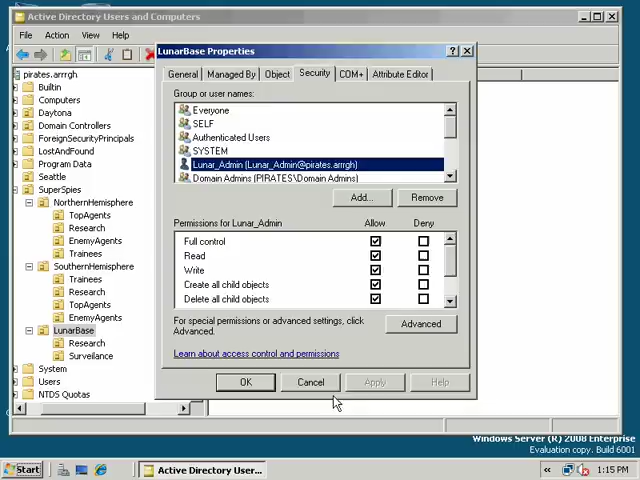 Active Directory Users and Computers
File Action View Help
pirates.arrrgh
Builtin
Computers
Daytona
Domain Controllers
ForeignSecurityPrincipals
LostAndFound
Program Data
Seattle
SuperSpies
NorthernHemisphere
TopAgents
Research
EnemyAgents
Trainees
SouthernHemisphere
Trainees
Research
TopAgents
EnemyAgents
LunarBase
Research
Surveilance
System
Users
NTDS Quotas
LunarBase Properties
General Managed By Object Security COM+ Attribute Editor
Group or user names:
Everyone
SELF
Authenticated Users
SYSTEM
Lunar_Admin (Lunar_Admin@pirates.arrrgh)
Domain Admins (PIRATES\Domain Admins)
Add... Remove
Permissions for Lunar_Admin Allow Deny
Full control
Read
Write
Create all child objects
Delete all child objects
For special permissions or advanced settings, click
Advanced.
Advanced
Learn about access control and permissions
OK Cancel Apply Help
Windows Server (R) 2008 Enterprise
Evaluation copy. Build 6001
Start Active Directory User... « 1:15 PM